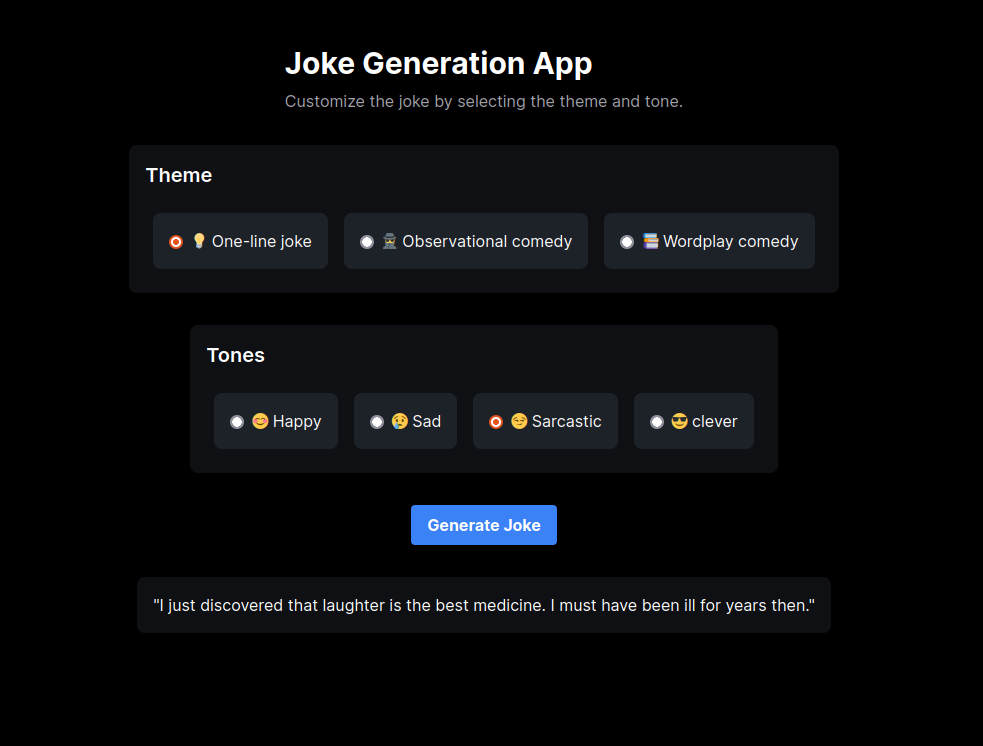 Joke Generation App
Customize the joke by selecting the theme and tone.
Theme
💡 One-line joke 🕵️ Observational comedy 📚 Wordplay comedy
Tones
😊 Happy 😢 Sad 😏 Sarcastic 😎 clever
Generate Joke
"I just discovered that laughter is the best medicine. I must have been ill for years then."